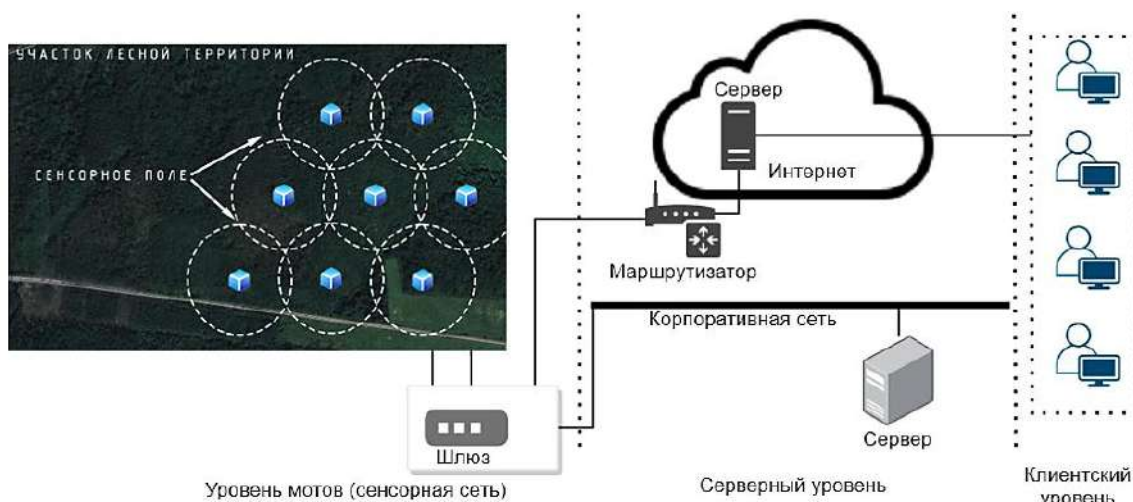 УЧАСТОК ЛЕСНОЙ ТЕРРИТОРИИ
СЕНСОРНОЕ ПОЛЕ
Сервер
Интернет
Маршрутизатор
Корпоративная сеть
Сервер
Шлюз
Уровень мотов (сенсорная сеть)
Серверный уровень
Клиентский
уровень